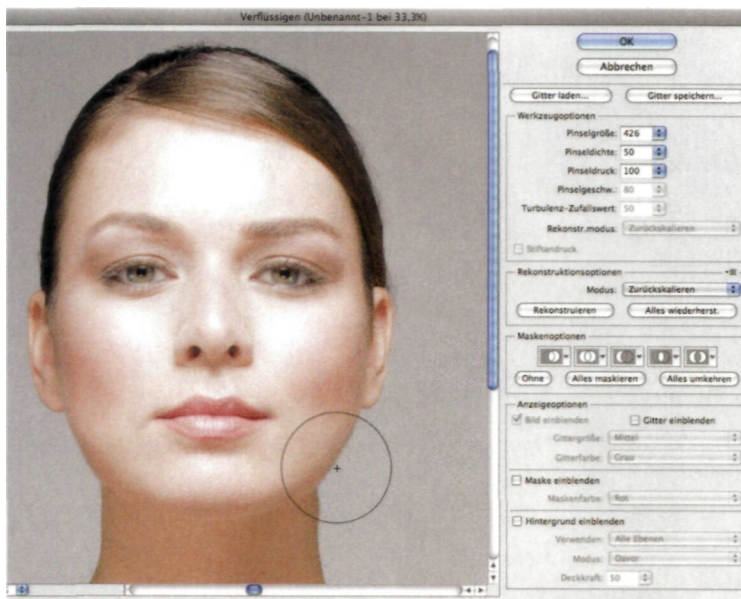 Verflüssigen (Unbenannt-1 bei 33,3%)
OK
Abbrechen
Gitter laden...
Gitter speichern...
Werkzeugoptionen
Pinselgröße: 426
Pinseldichte: 50
Pinseldruck: 100
Pinselgeschw.: 80
Turbulenz-Zufallswert: 50
Rekonstr.modus: Zurückskalieren
Stiftandruck
Rekonstruktionsoptionen
Modus: Zurückskalieren
Rekonstruieren
Alles wiederherst.
Maskenoptionen
Ohne
Alles maskieren
Alles umkehren
Anzeigeoptionen
Bild einblenden
Gitter einblenden
Gittergröße: Mittel
Gitterfarbe: Grau
Maske einblenden
Maskenfarbe: Rot
Hintergrund einblenden
Verwenden: Alle Ebenen
Modus: Davor
Deckkraft: 50